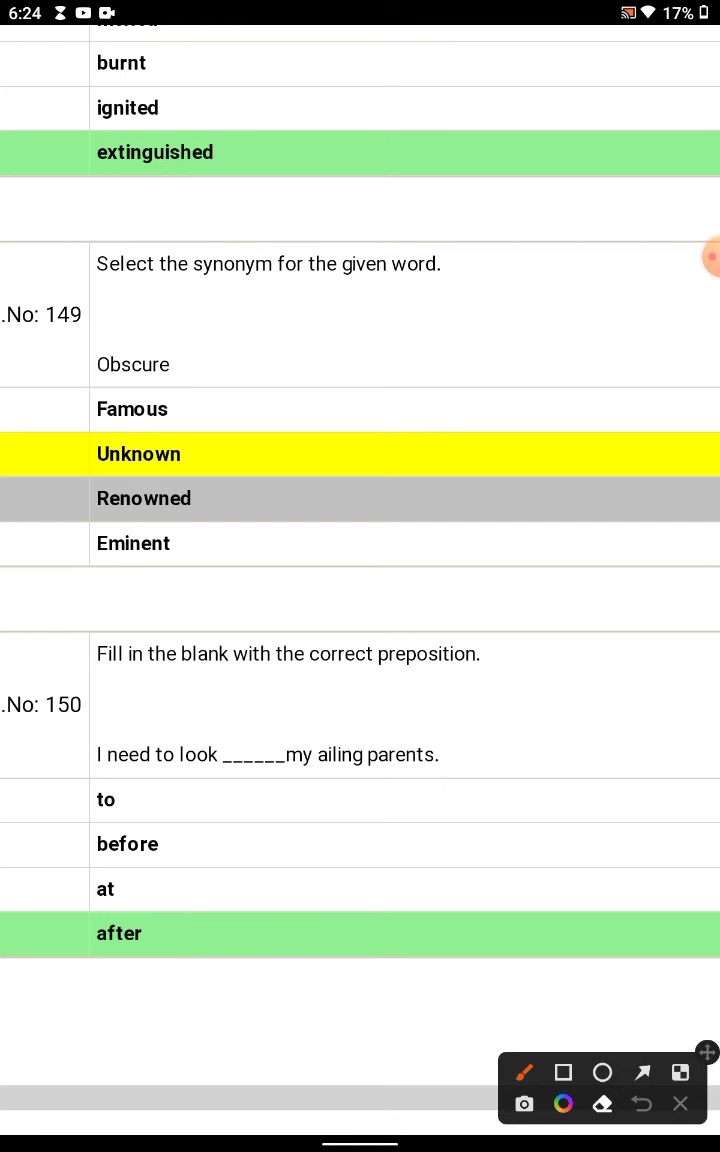 6:24
17%
burnt
ignited
extinguished
Select the synonym for the given word.
.No: 149
Obscure
Famous
Unknown
Renowned
Eminent
Fill in the blank with the correct preposition.
.No: 150
I need to look ______my ailing parents.
to
before
at
after